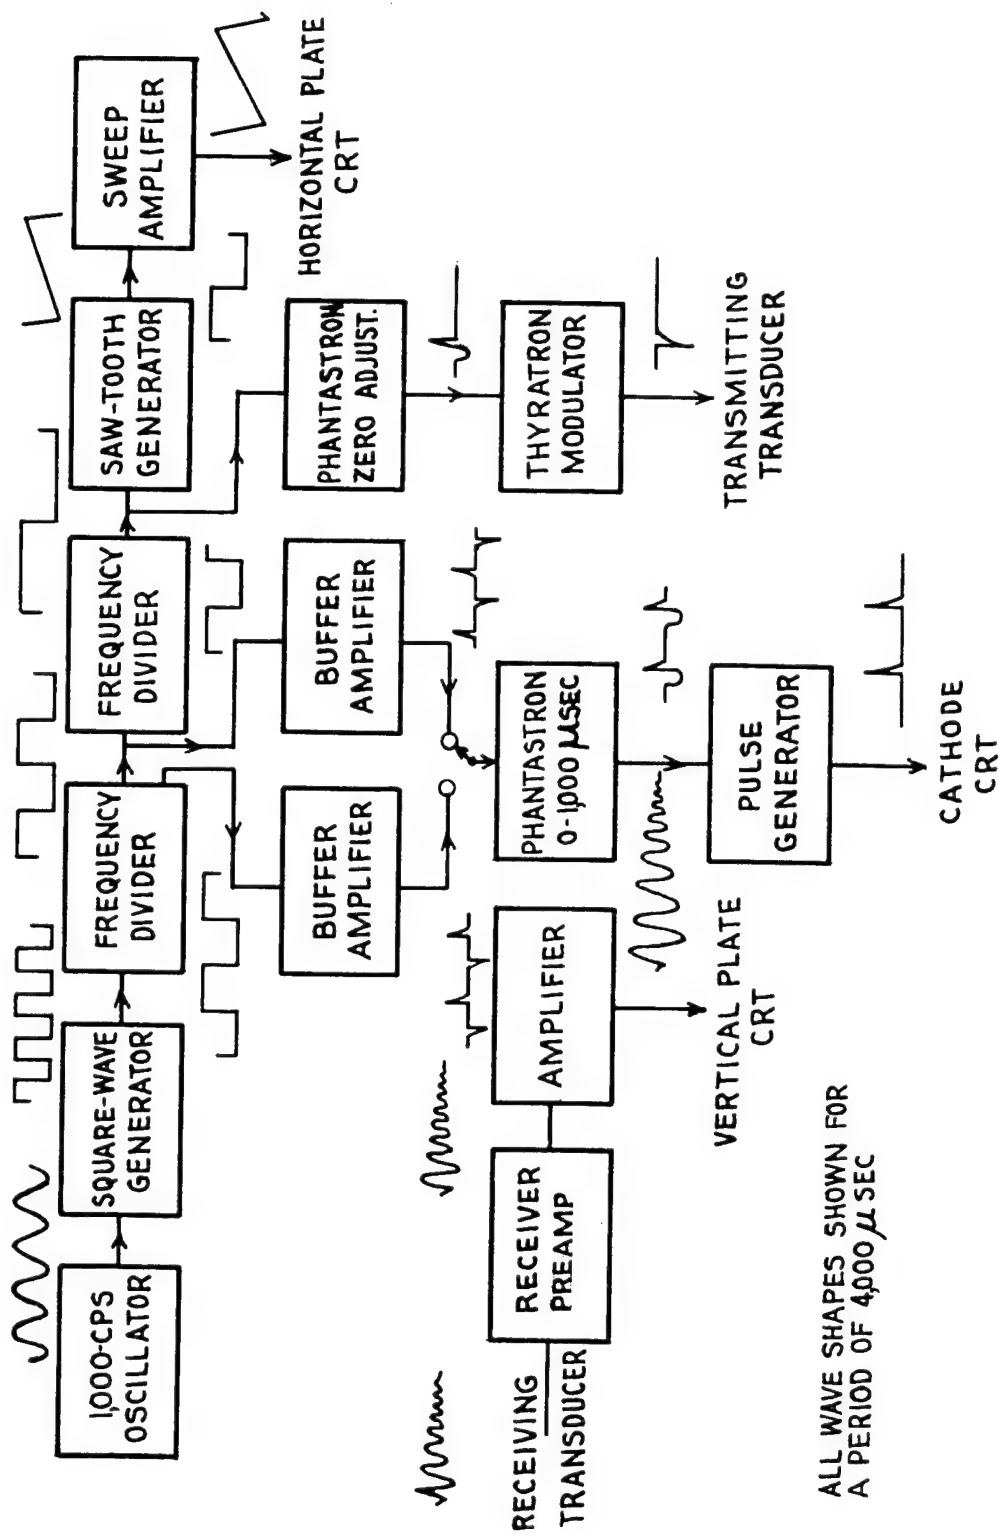 1,000-CPS
OSCILLATOR
SQUARE-WAVE
GENERATOR
FREQUENCY
DIVIDER
FREQUENCY
DIVIDER
SAW-TOOTH
GENERATOR
SWEEP
AMPLIFIER
HORIZONTAL PLATE
CRT
BUFFER
AMPLIFIER
BUFFER
AMPLIFIER
PHANTASTRON
ZERO ADJUST.
THYRATRON
MODULATOR
TRANSMITTING
TRANSDUCER
RECEIVING
TRANSDUCER
RECEIVER
PREAMP
AMPLIFIER
VERTICAL PLATE
CRT
PHANTASTRON
0-1,000 μSEC
PULSE
GENERATOR
CATHODE
CRT
ALL WAVE SHAPES SHOWN FOR
A PERIOD OF 4,000 μ SEC